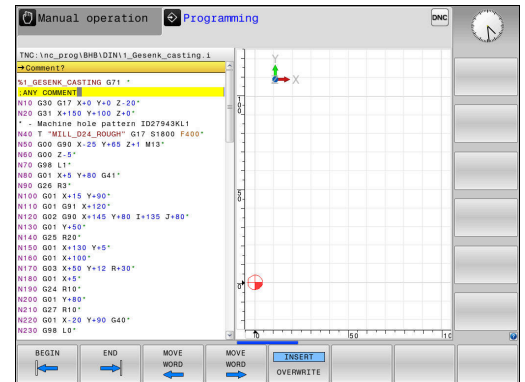 Manual operation
Programming
DNC
TNC:\nc_prog\BHB\DIN\1_Gesenk_casting.i
→Comment?
%1_GESENK_CASTING G71 *
;ANY COMMENT
N10 G30 G17 X+0 Y+0 Z-20*
N20 G31 X+150 Y+100 Z+0*
* - Machine hole pattern ID27943KL1
N40 T "MILL_D24_ROUGH" G17 S1800 F400*
N50 G00 G90 X-25 Y+65 Z+1 M13*
N60 G00 Z-5*
N70 G98 L1*
N80 G01 X+5 Y+80 G41*
N90 G26 R3*
N100 G01 X+15 Y+90*
N110 G01 G91 X+120*
N120 G02 G90 X+145 Y+80 I+135 J+80*
N130 G01 Y+50*
N140 G25 R20*
N150 G01 X+130 Y+5*
N160 G01 X+100*
N170 G03 X+50 Y+12 R+30*
N180 G01 X+5*
N190 G24 R10*
N200 G01 Y+80*
N210 G27 R10*
N220 G01 X-20 Y+90 G40*
N230 G98 L0*
Y
X
100
50
0
0
50
10
BEGIN
END
MOVE WORD
MOVE WORD
INSERT
OVERWRITE